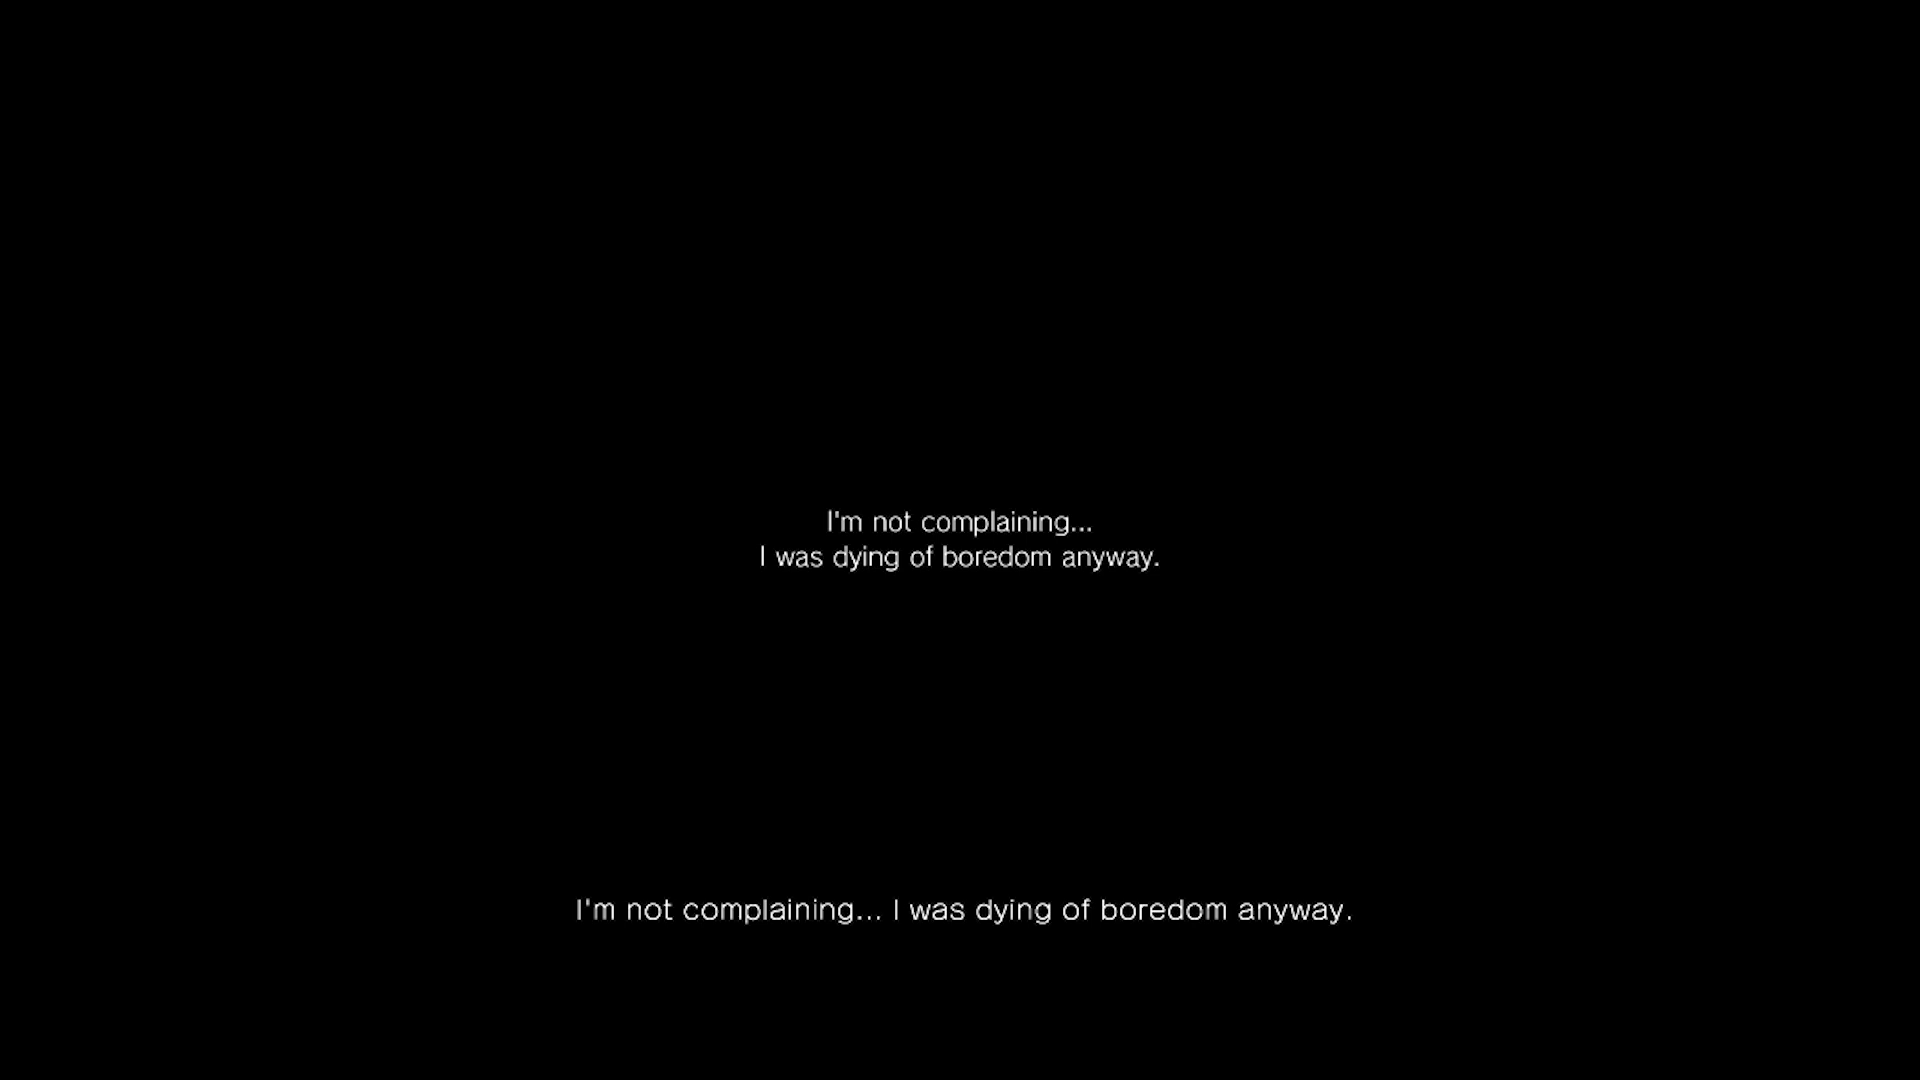 I'm not complaining...
I was dying of boredom anyway.
I'm not complaining... I was dying of boredom anyway.